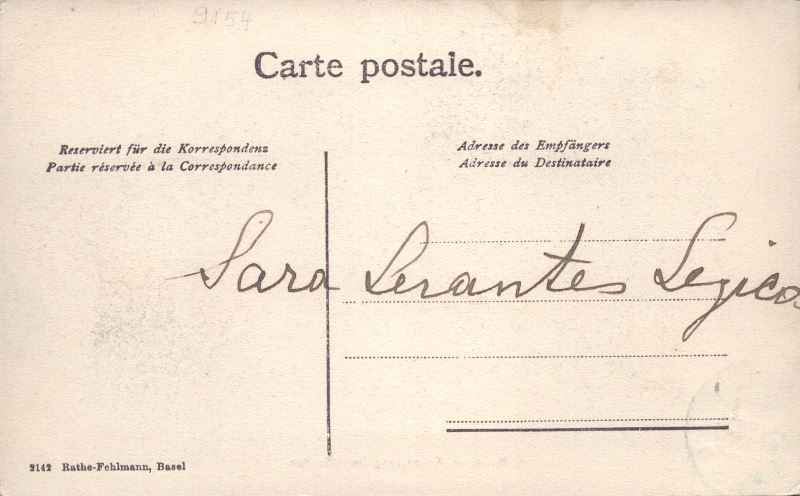 9154
Carte postale.
Reserviert für die Korrespondenz
Partie réservée à la Correspondance
Adresse des Empfängers
Adresse du Destinataire
Sara Serantes Legicos
2142 Rathe-Fehlmann, Basel